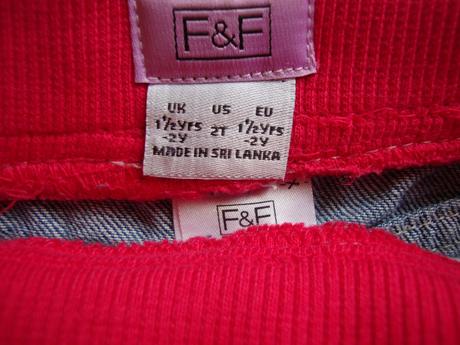 F&F
UK US EU
1½YRS 2T 1½YRS
-2Y -2Y
MADE IN SRI LANKA
F&F